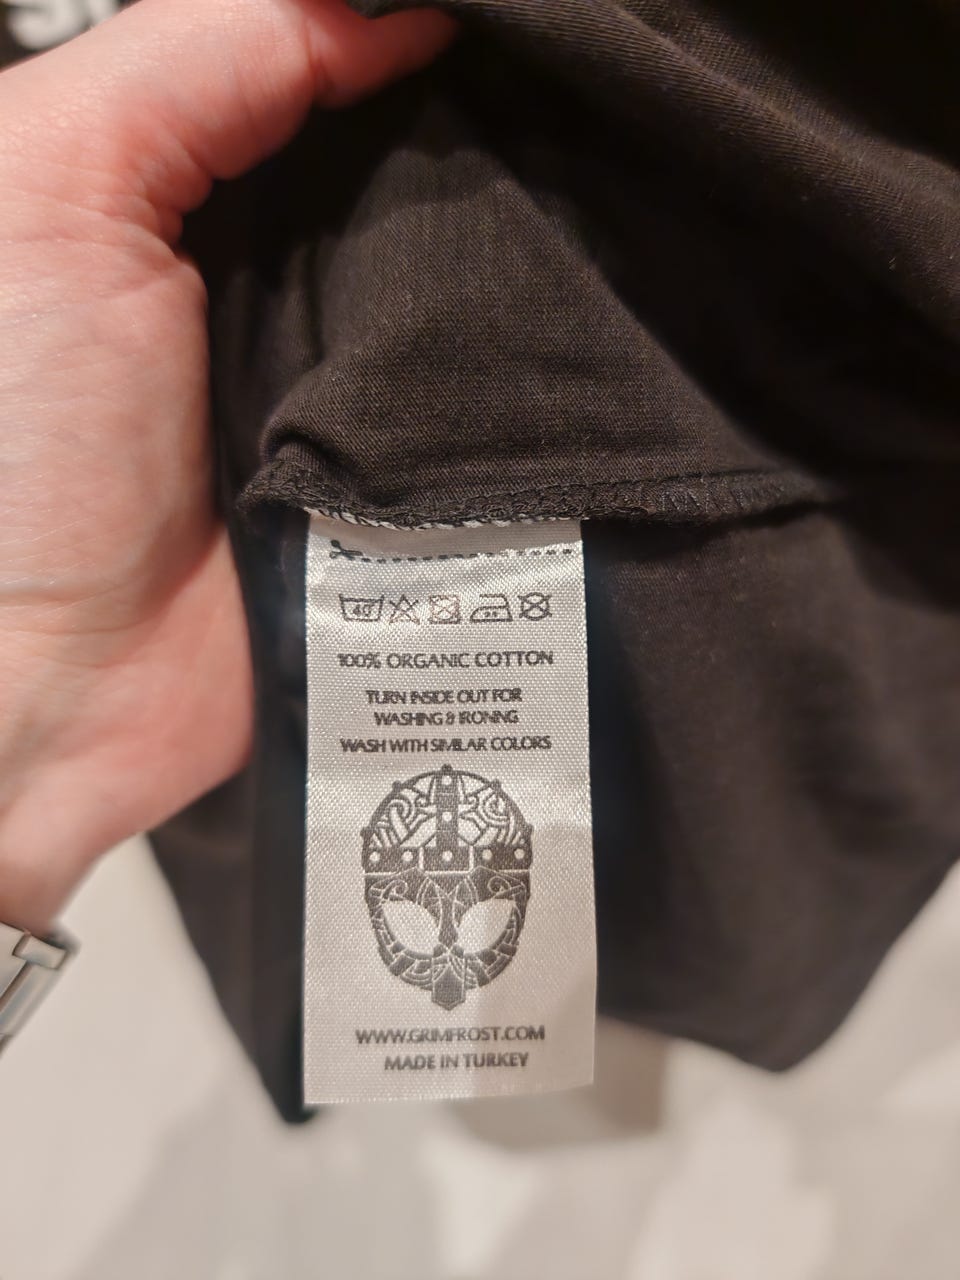 40°
100% ORGANIC COTTON
TURN INSIDE OUT FOR
WASHING & IRONING
WASH WITH SIMILAR COLORS
WWW.GRIMFROST.COM
MADE IN TURKEY